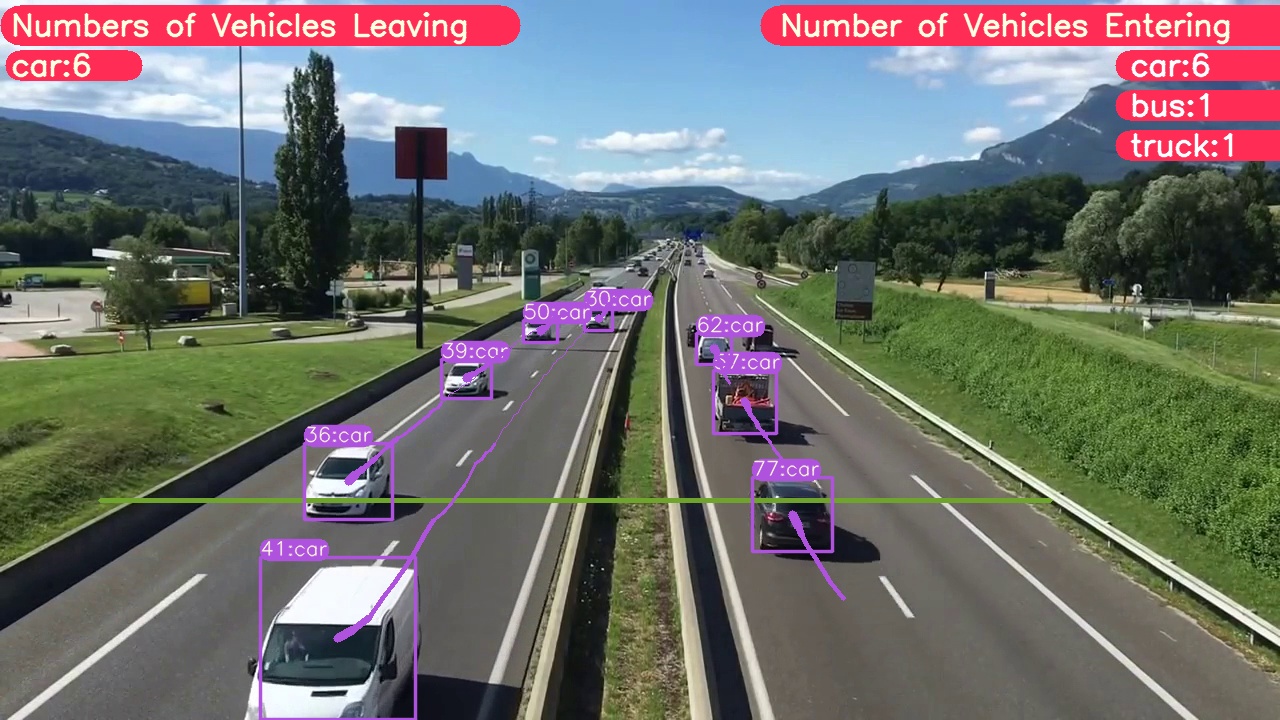 Numbers of Vehicles Leaving
Number of Vehicles Entering
car:6
car:6
bus:1
truck:1
30:car
50:car
62:car
39:car
:car
36:car
77:car
41:car